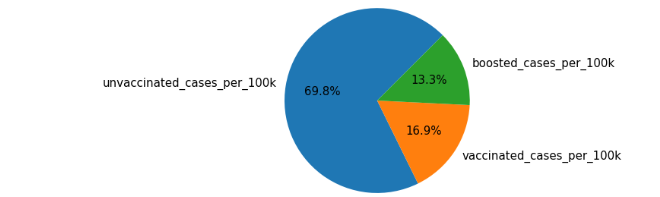 boosted_cases_per_100k
unvaccinated_cases_per_100k
69.8%
13.3%
16.9%
vaccinated_cases_per_100k